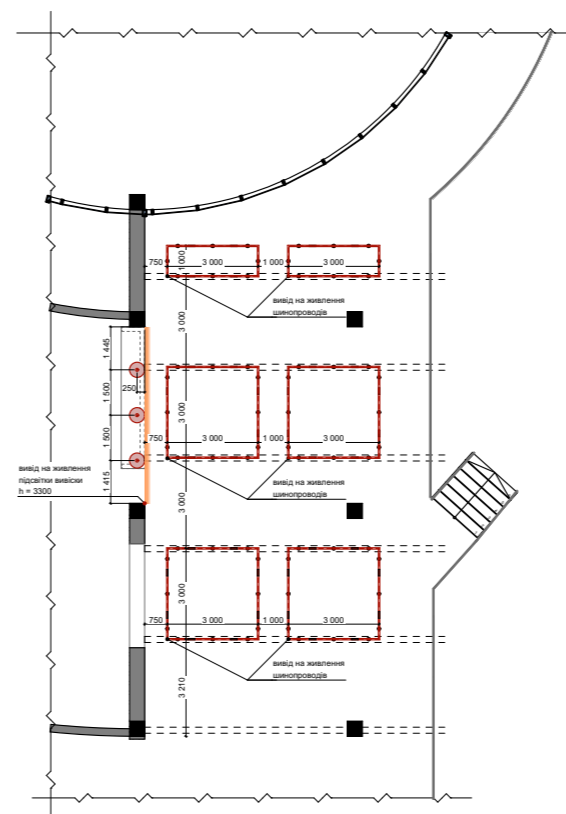 750
3 000
1 000
3 000
1 000
вивід на живлення
шинопроводів
3 000
1 445
250
1 500
3 000
750
3 000
1 000
3 000
1 500
вивід на живлення
підсвітки вивіски
h = 3300
1 415
вивід на живлення
шинопроводів
3 000
3 000
750
3 000
1 000
3 000
вивід на живлення
шинопроводів
3 210